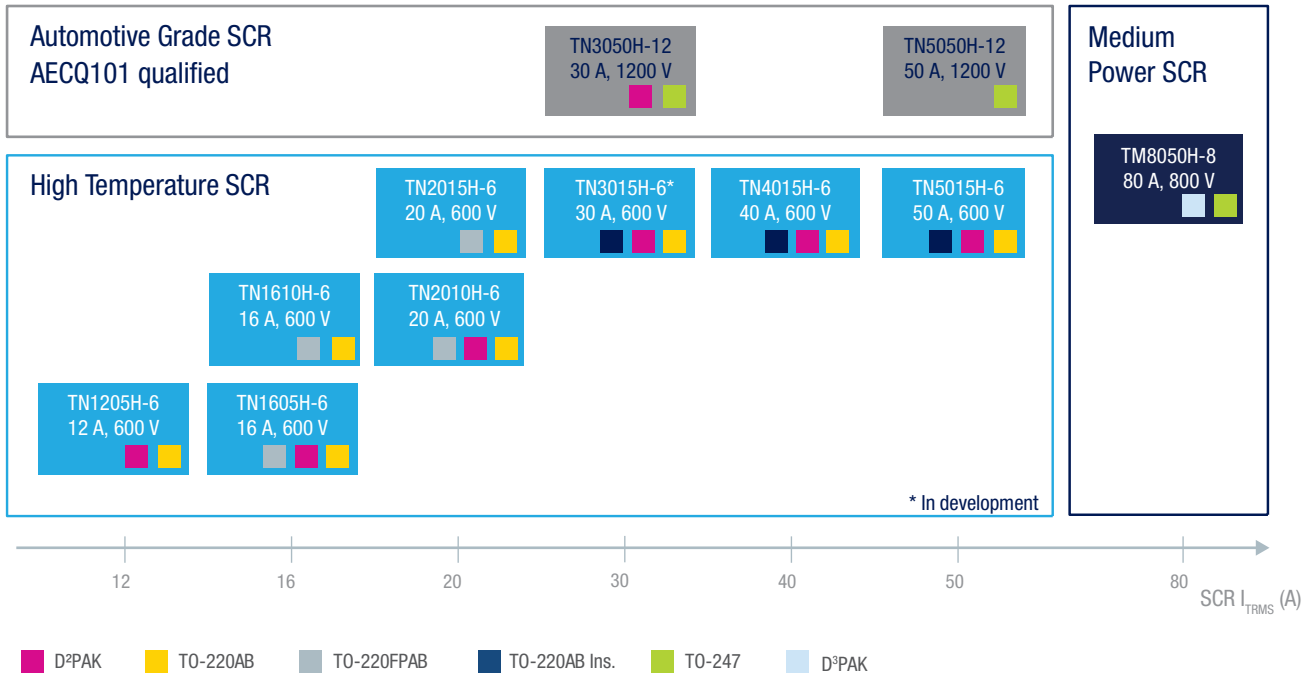 Automotive Grade SCR
AECQ101 qualified
TN3050H-12
30 A, 1200 V
TN5050H-12
50 A, 1200 V
Medium
Power SCR
TM8050H-8
80 A, 800 V
High Temperature SCR
TN2015H-6
20 A, 600 V
TN3015H-6*
30 A, 600 V
TN4015H-6
40 A, 600 V
TN5015H-6
50 A, 600 V
TN1610H-6
16 A, 600 V
TN2010H-6
20 A, 600 V
TN1205H-6
12 A, 600 V
TN1605H-6
16 A, 600 V
* In development
12
16
20
30
40
50
80
SCR I_TRMS (A)
D²PAK
TO-220AB
TO-220FPAB
TO-220AB Ins.
TO-247
D³PAK